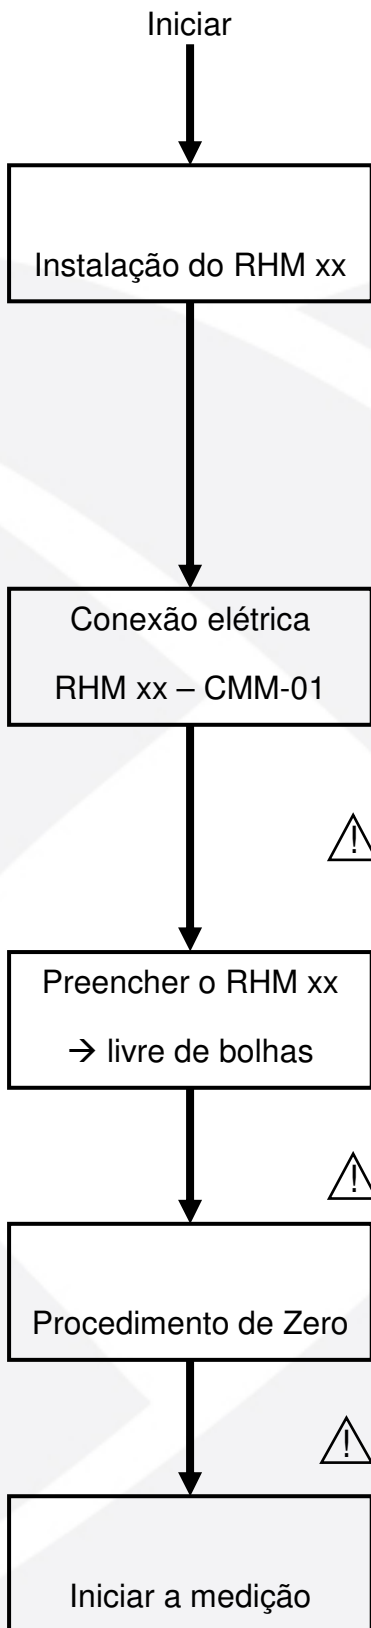 Iniciar
Instalação do RHM xx
Conexão elétrica
RHM xx – CMM-01
Preencher o RHM xx
→ livre de bolhas
Procedimento de Zero
Iniciar a medição